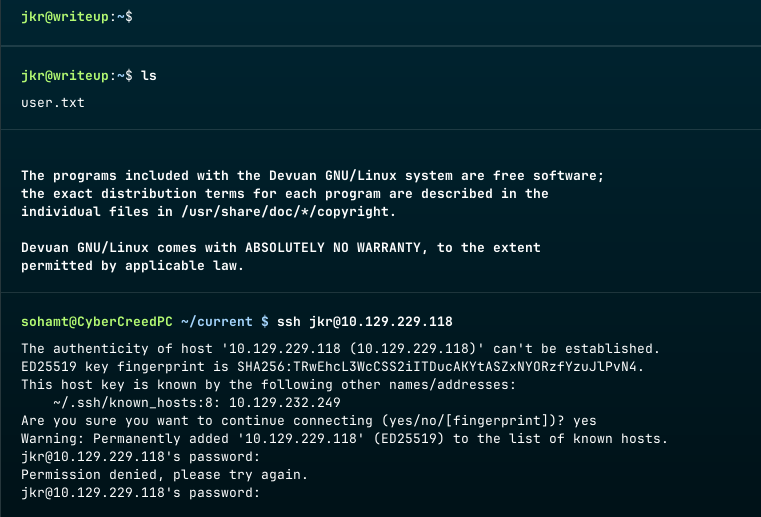 jkr@writeup:~$
jkr@writeup:~$ ls
user.txt
The programs included with the Devuan GNU/Linux system are free software;
the exact distribution terms for each program are described in the
individual files in /usr/share/doc/*/copyright.
Devuan GNU/Linux comes with ABSOLUTELY NO WARRANTY, to the extent
permitted by applicable law.
sohamt@CyberCreedPC ~/current $ ssh jkr@10.129.229.118
The authenticity of host '10.129.229.118 (10.129.229.118)' can't be established.
ED25519 key fingerprint is SHA256:TRwEhcL3WcCSS2iITDucAKYtASZxNYORzfYzuJlPvN4.
This host key is known by the following other names/addresses:
    ~/.ssh/known_hosts:8: 10.129.232.249
Are you sure you want to continue connecting (yes/no/[fingerprint])? yes
Warning: Permanently added '10.129.229.118' (ED25519) to the list of known hosts.
jkr@10.129.229.118's password:
Permission denied, please try again.
jkr@10.129.229.118's password: